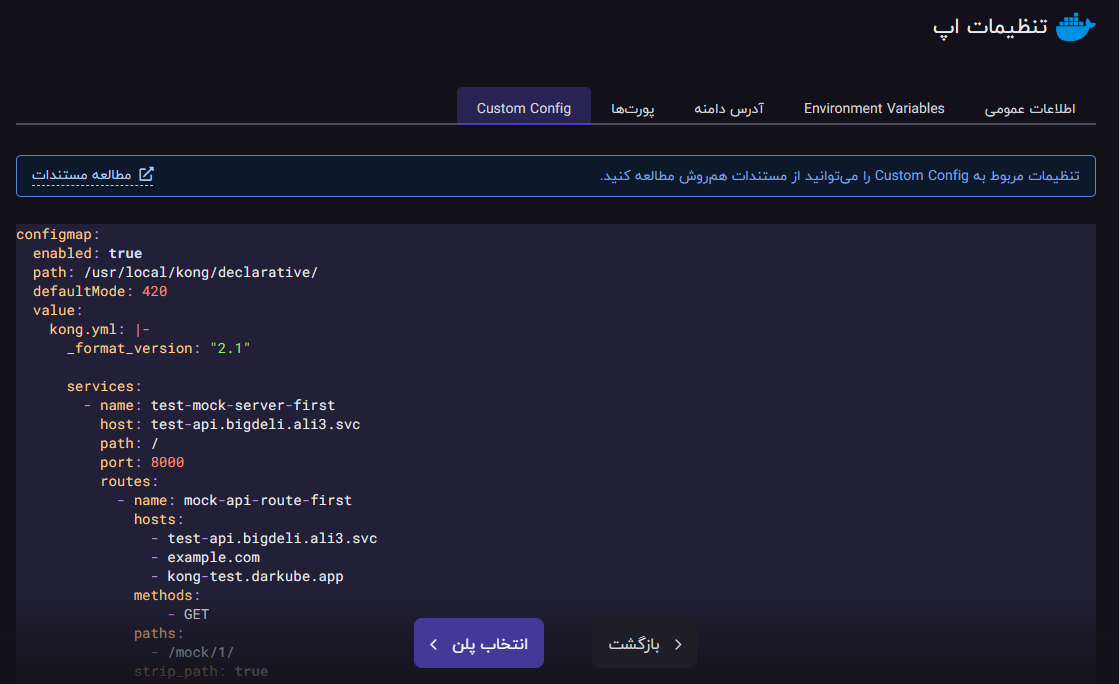 تنظیمات اپ
اطلاعات عمومی
Environment Variables
آدرس دامنه
پورت‌ها
Custom Config
تنظیمات مربوط به Custom Config را می‌توانید از مستندات هم‌روش مطالعه کنید.
مطالعه مستندات
configmap:
  enabled: true
  path: /usr/local/kong/declarative/
  defaultMode: 420
  value:
    kong.yml: |-
      _format_version: "2.1"

      services:
        - name: test-mock-server-first
          host: test-api.bigdeli.ali3.svc
          path: /
          port: 8000
          routes:
            - name: mock-api-route-first
              hosts:
                - test-api.bigdeli.ali3.svc
                - example.com
                - kong-test.darkube.app
              methods:
                  - GET
              paths:
                - /mock/1/
              strip_path: true
بازگشت
انتخاب پلن